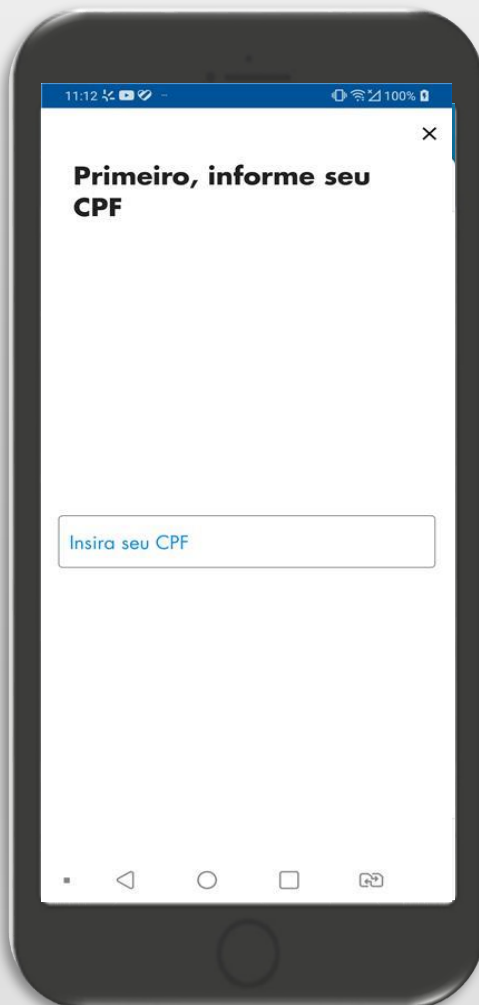 11:12
100%
Primeiro, informe seu
CPF
Insira seu CPF